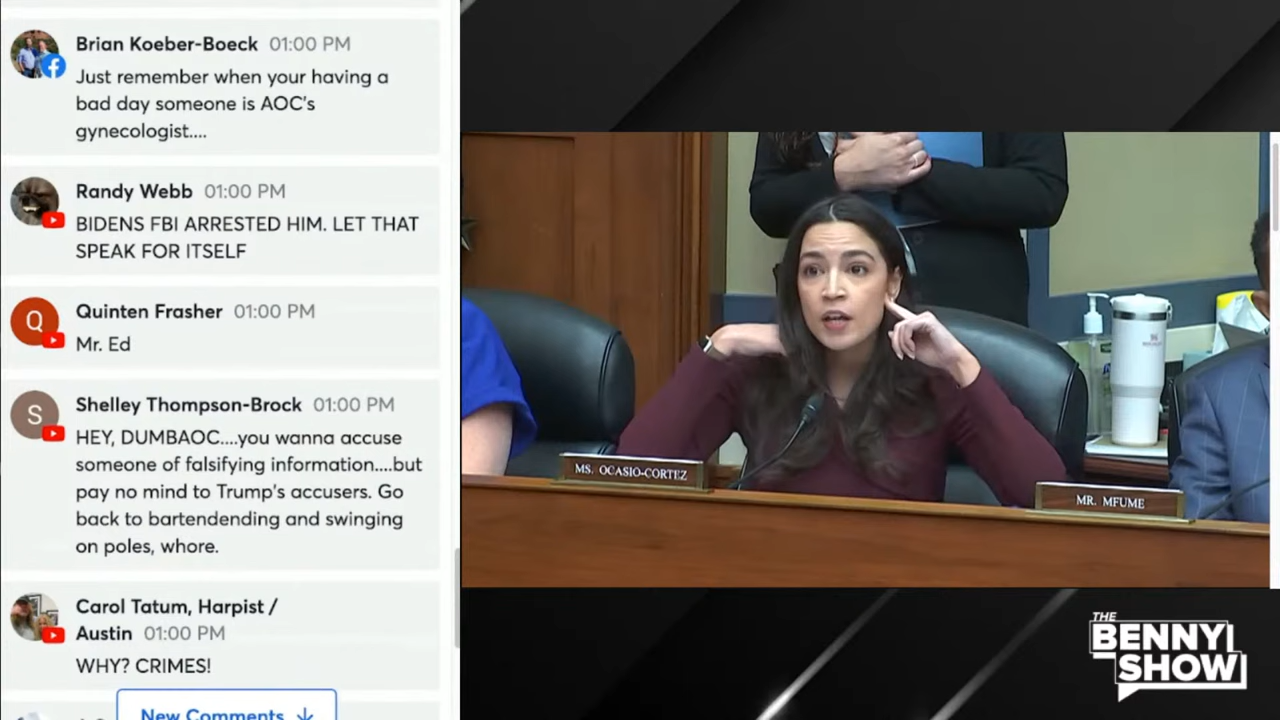 Brian Koeber-Boeck 01:00 PM
Just remember when your having a
bad day someone is AOC's
gynecologist....
Randy Webb 01:00 PM
BIDENS FBI ARRESTED HIM. LET THAT
SPEAK FOR ITSELF
Q
Quinten Frasher 01:00 PM
Mr. Ed
S
Shelley Thompson-Brock 01:00 PM
HEY, DUMBAOC....you wanna accuse
someone of falsifying information....but
pay no mind to Trump's accusers. Go
back to bartendending and swinging
on poles, whore.
Carol Tatum, Harpist /
Austin 01:00 PM
WHY? CRIMES!
New Comments
MS. OCASIO-CORTEZ
MR. MFUME
THE
BENNY
SHOW